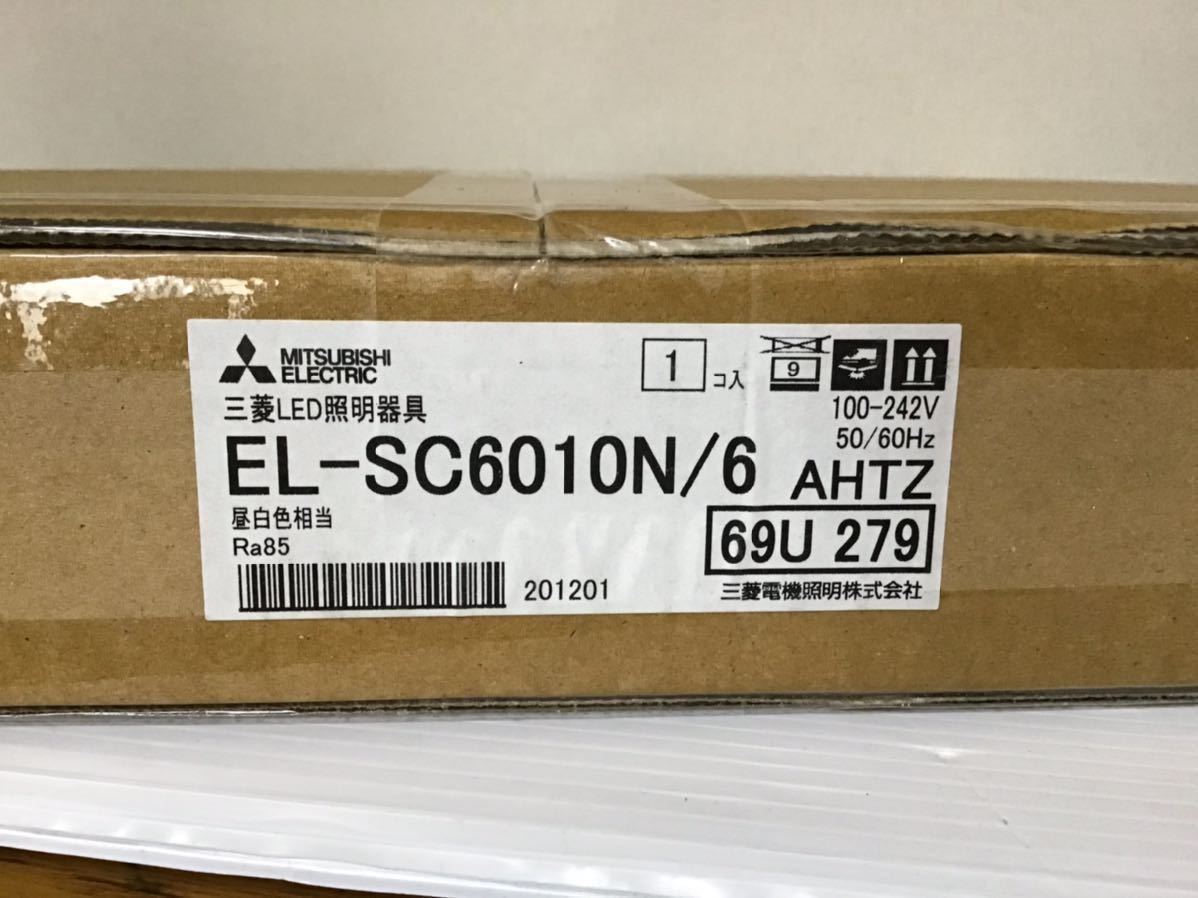 MITSUBISHI
ELECTRIC
1 コ入
9
三菱LED照明器具
100-242V
50/60Hz
EL-SC6010N/6 AHTZ
昼白色相当
Ra85
69U 279
201201
三菱電機照明株式会社